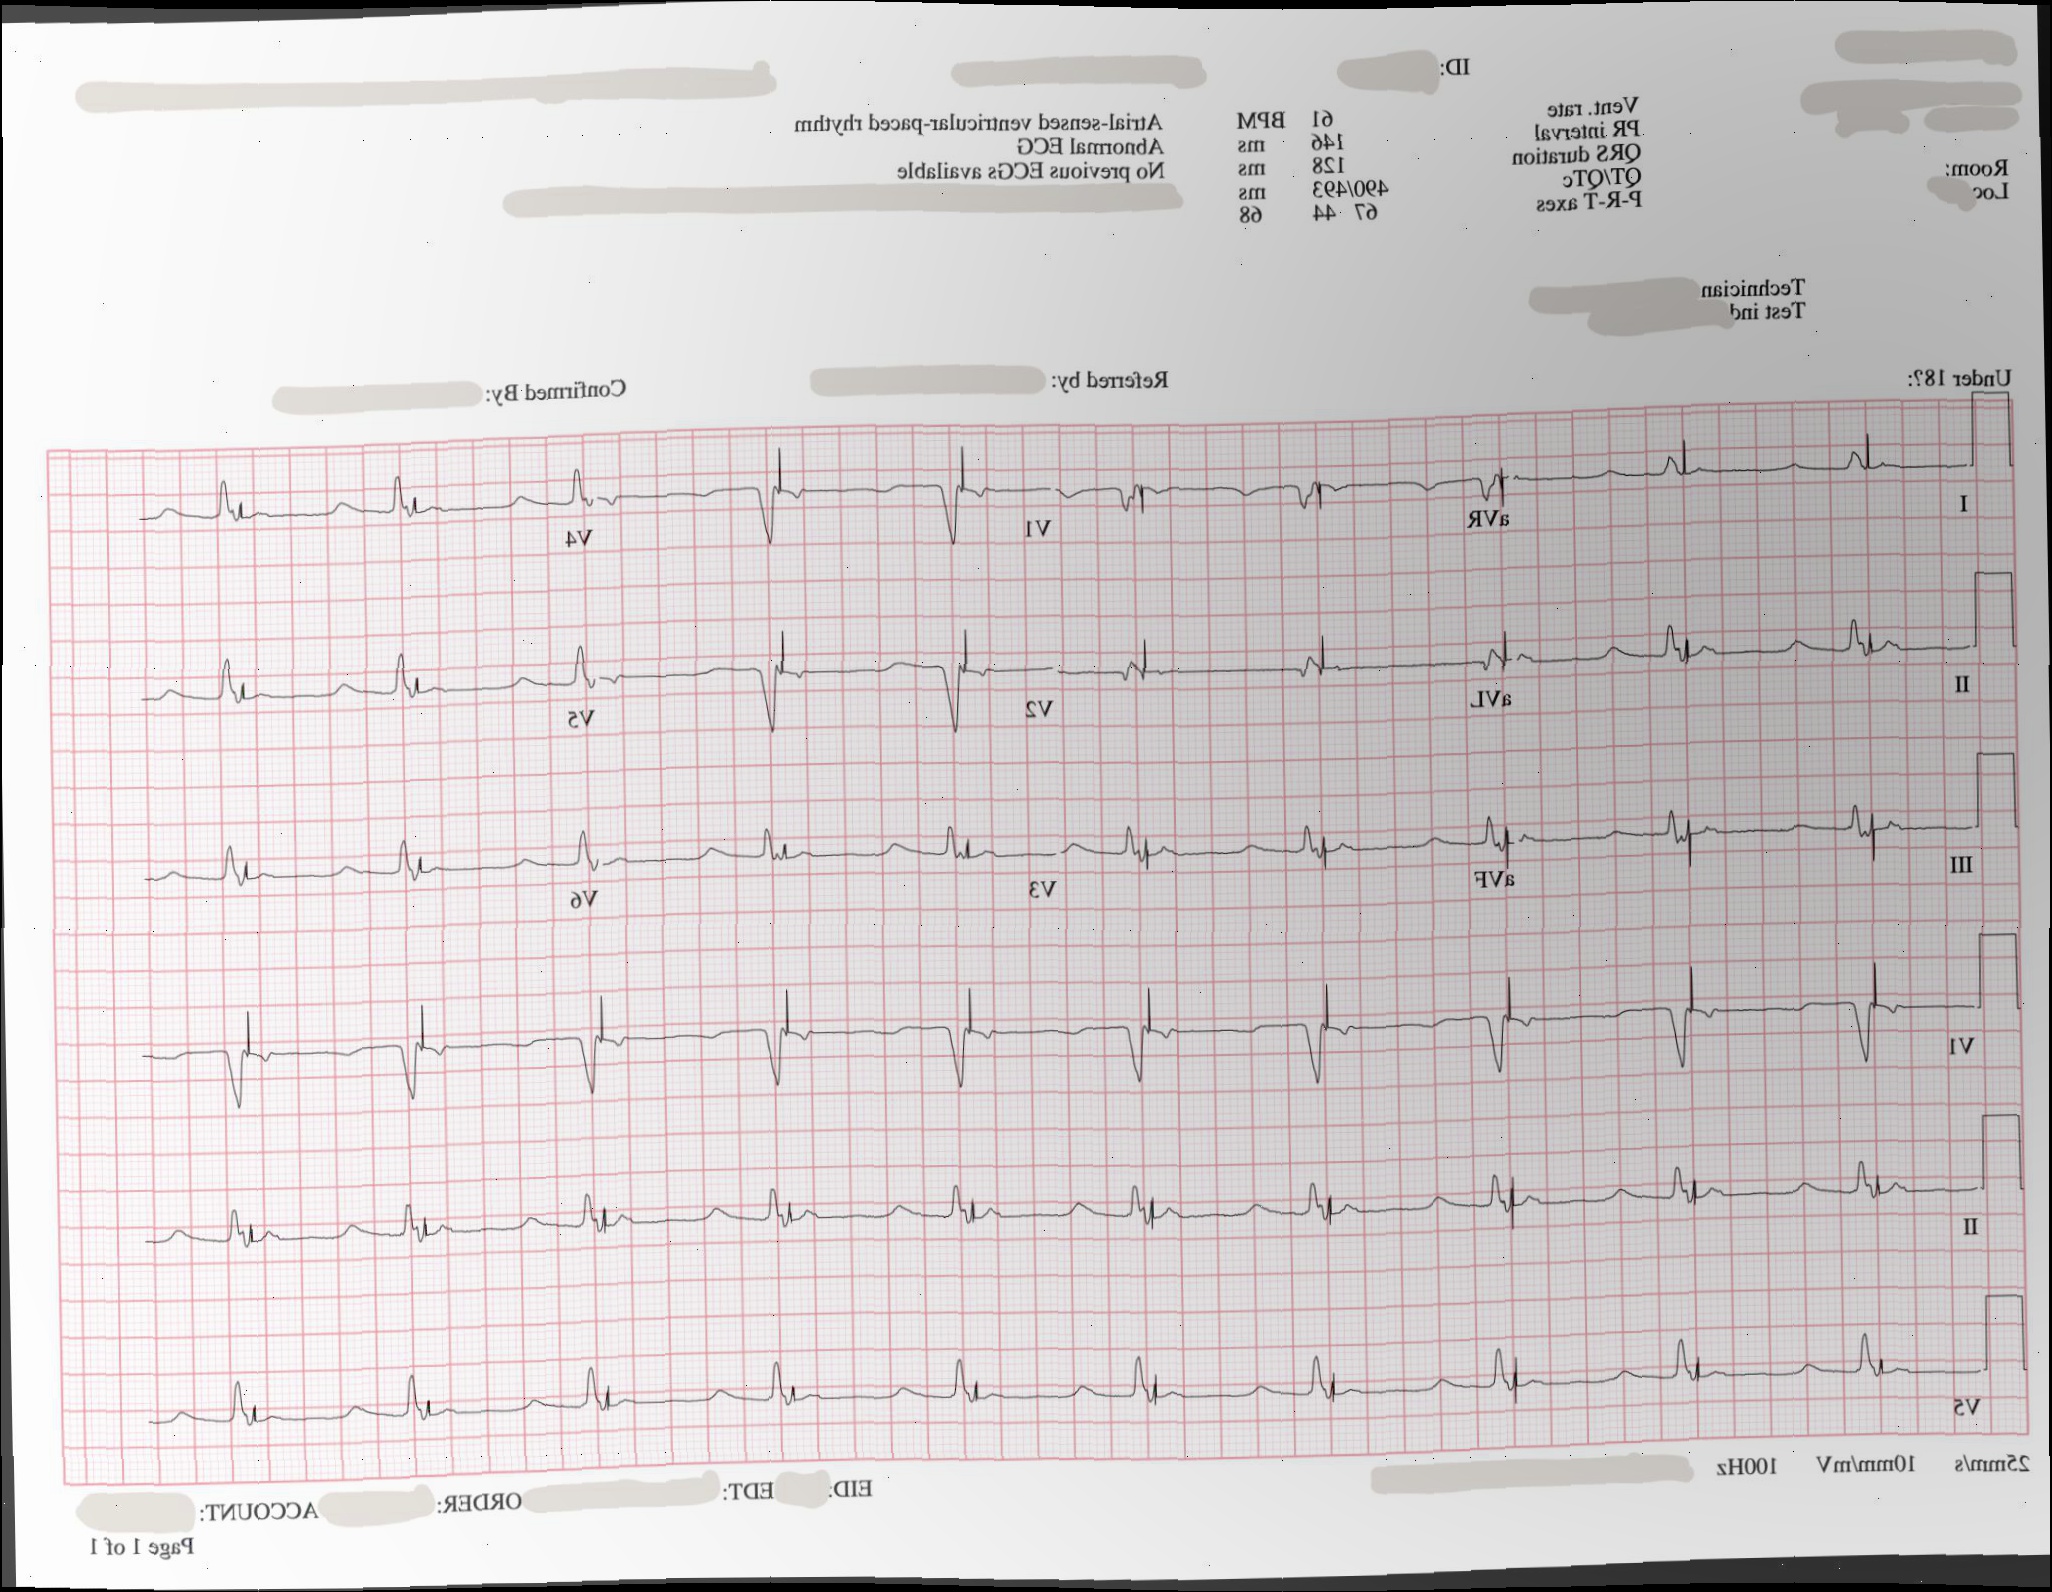 ID:
Vent. rate 61 BPM
PR interval 146 ms
QRS duration 128 ms
QT/QTc 490/493 ms
P-R-T axes 67 44 68
Atrial-sensed ventricular-paced rhythm
Abnormal ECG
No previous ECGs available
Room:
Loc
Technician
Test ind
Under 18?:
Referred by:
Confirmed By:
I aVR V1 V4
II aVL V2 V5
III aVF V3 V6
V1
II
V5
25mm/s 10mm/mV 100Hz
EID: EDT: ORDER: ACCOUNT:
Page 1 of 1